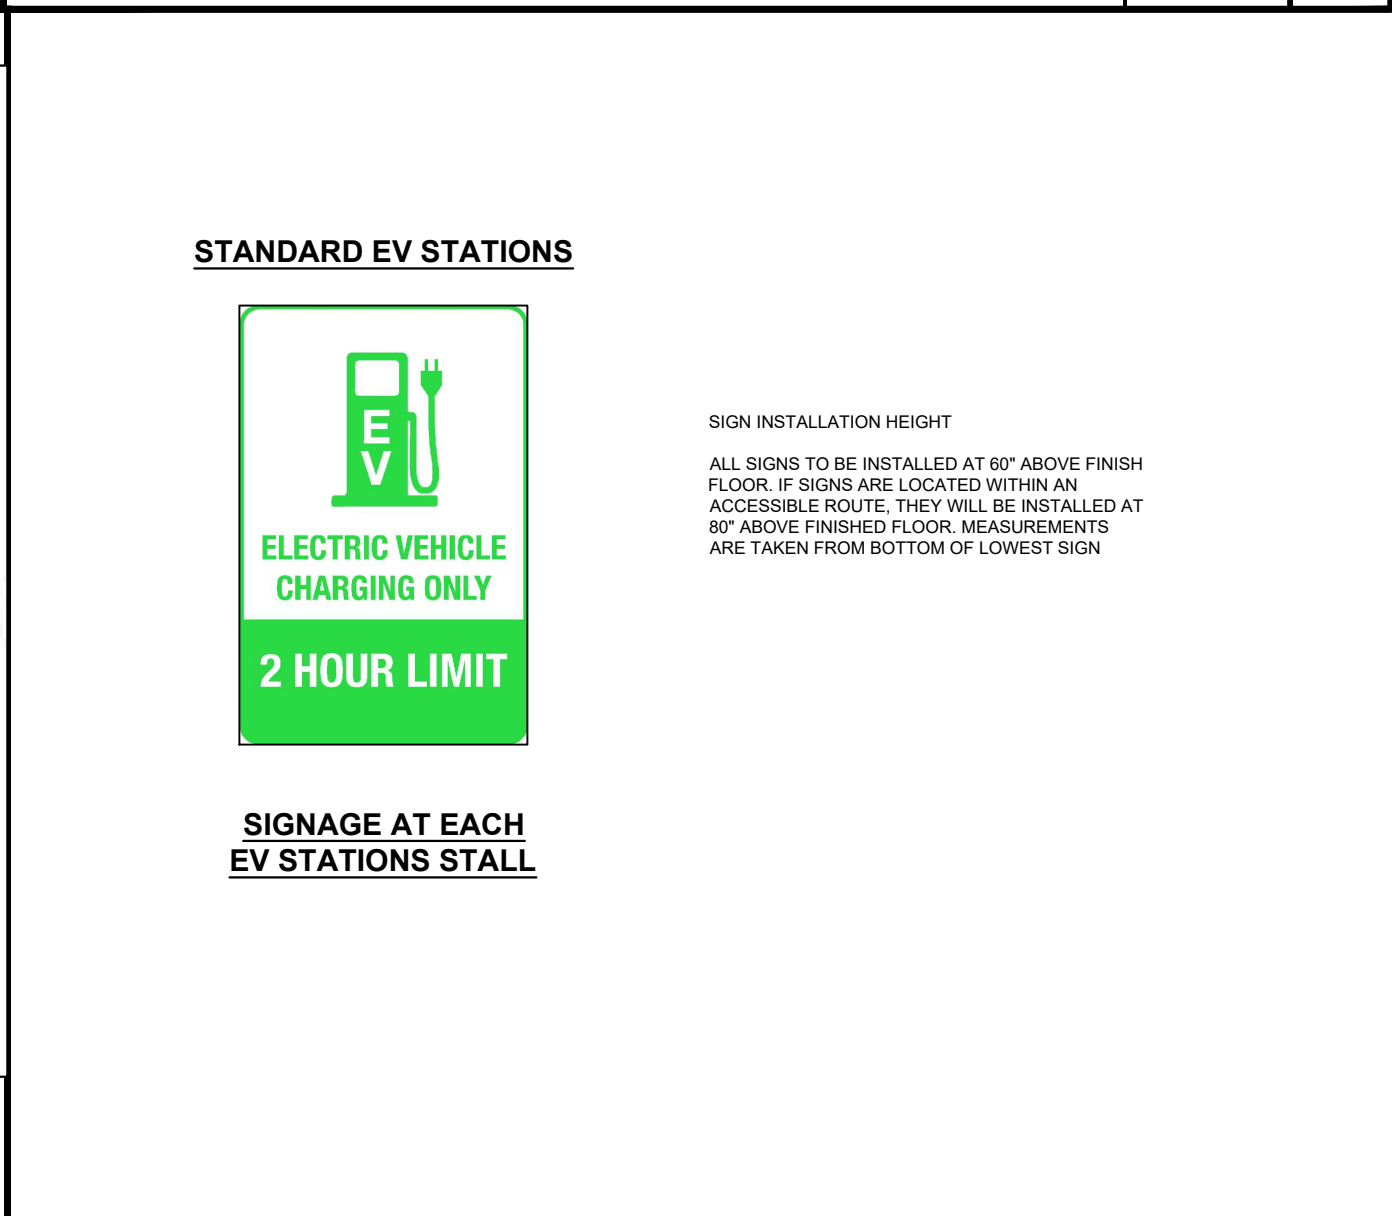 STANDARD EV STATIONS
E
V
ELECTRIC VEHICLE
CHARGING ONLY
2 HOUR LIMIT
SIGNAGE AT EACH
EV STATIONS STALL
SIGN INSTALLATION HEIGHT
ALL SIGNS TO BE INSTALLED AT 60" ABOVE FINISH
FLOOR. IF SIGNS ARE LOCATED WITHIN AN
ACCESSIBLE ROUTE, THEY WILL BE INSTALLED AT
80" ABOVE FINISHED FLOOR. MEASUREMENTS
ARE TAKEN FROM BOTTOM OF LOWEST SIGN